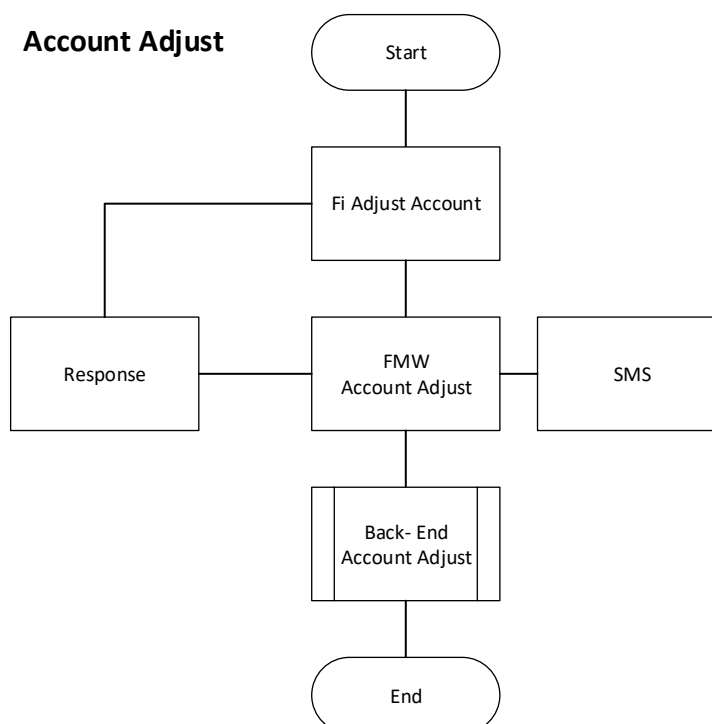 Account Adjust
Start
Fi Adjust Account
Response
FMW
Account Adjust
SMS
Back- End
Account Adjust
End